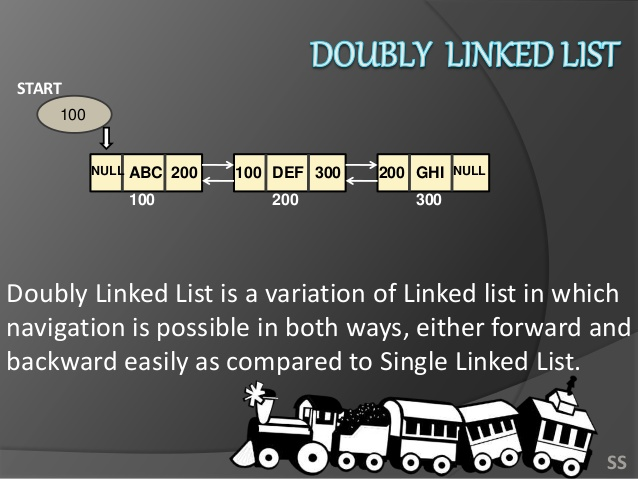 DOUBLY LINKED LIST
START
100
NULL ABC 200 100 DEF 300 200 GHI NULL
100 200 300
Doubly Linked List is a variation of Linked list in which
navigation is possible in both ways, either forward and
backward easily as compared to Single Linked List.
SS